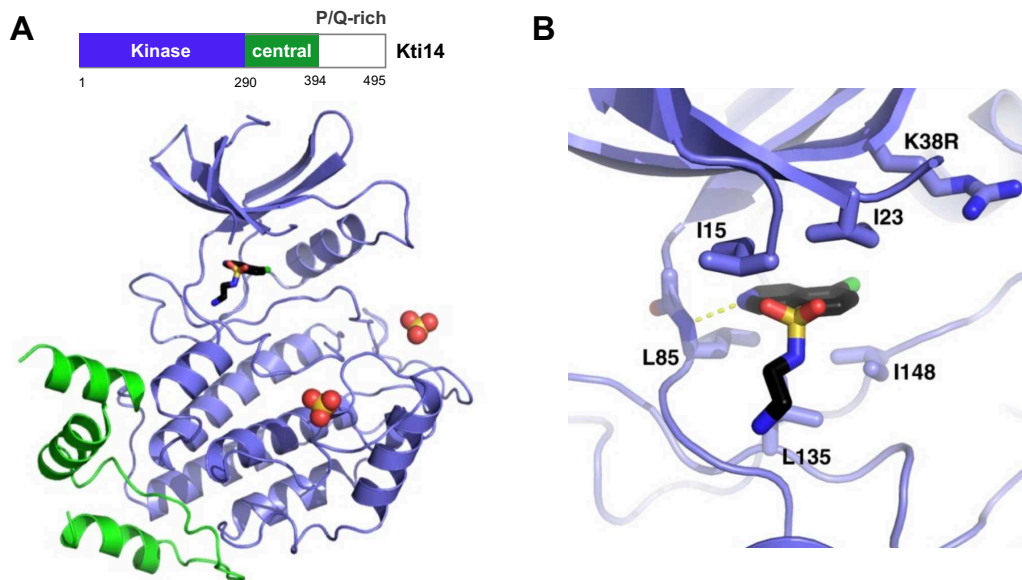 A
P/Q-rich
Kinase central Kti14
1 290 394 495
B
K38R
I15
I23
L85
I148
L135